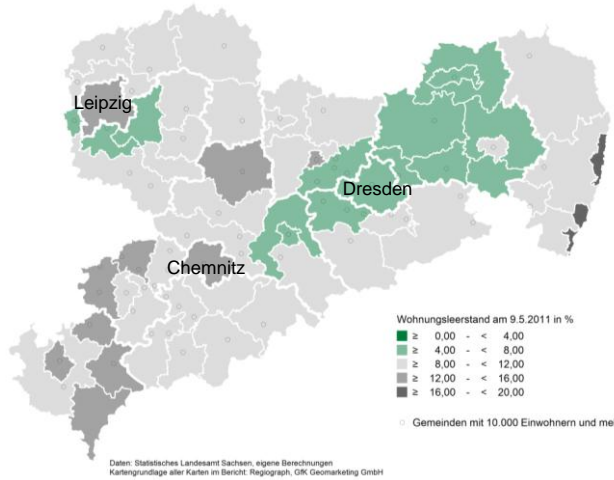 Leipzig
Dresden
Chemnitz
Wohnungsleerstand am 9.5.2011 in %
≥ 0,00 - < 4,00
≥ 4,00 - < 8,00
≥ 8,00 - < 12,00
≥ 12,00 - < 16,00
≥ 16,00 - < 20,00
Gemeinden mit 10.000 Einwohnern und me
Daten: Statistisches Landesamt Sachsen, eigene Berechnungen
Kartengrundlage aller Karten im Bericht: Regiograph, GfK Geomarketing GmbH